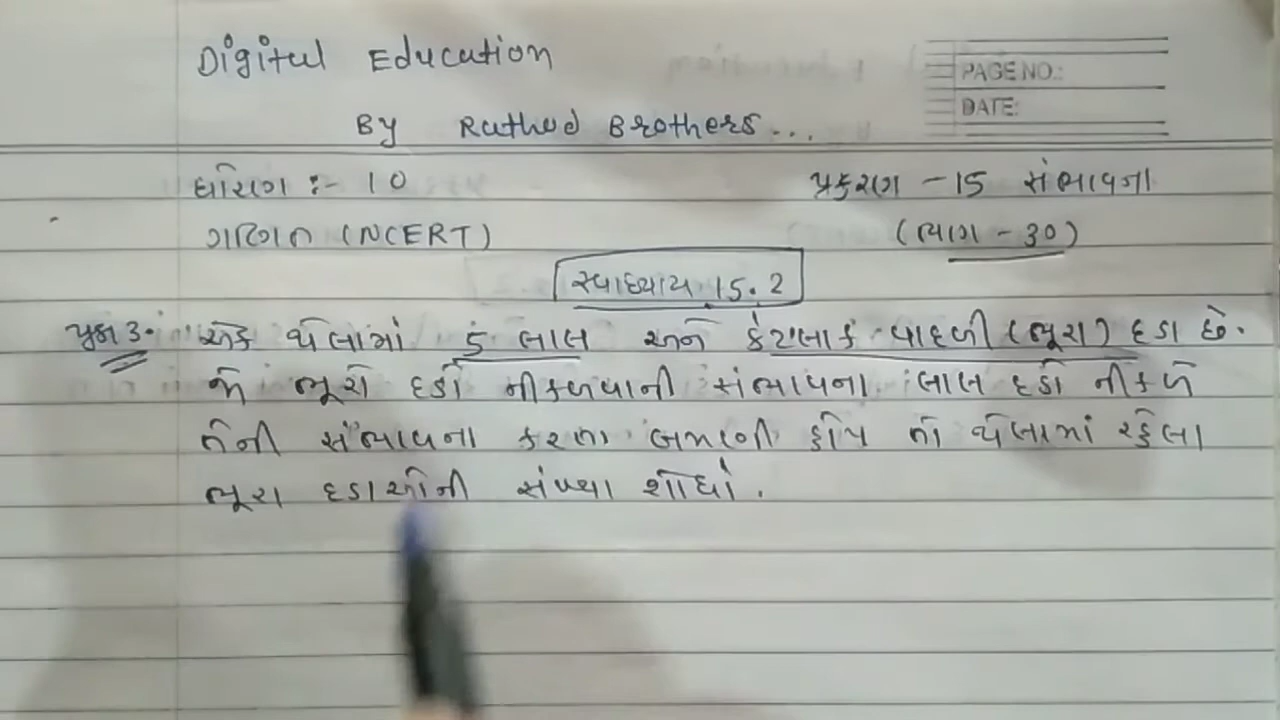 Digital Education
By Rathod Brothers...
PAGE NO.:
DATE:
ધોરણ :- 10
પ્રકરણ - 15 સંભાવના
ગણિત (NCERT)
(ભાગ - 30)
સ્વાધ્યાય 15.2
પ્રશ્ન 3. એક થેલામાં 5 લાલ અને કેટલાક વાદળી (ભૂરા) દડા છે.
જો ભૂરો દડો નીકળવાની સંભાવના લાલ દડો નીકળે
તેની સંભાવના કરતા બમણી હોય તો થેલામાં રહેલા
ભૂરા દડાઓની સંખ્યા શોધો.